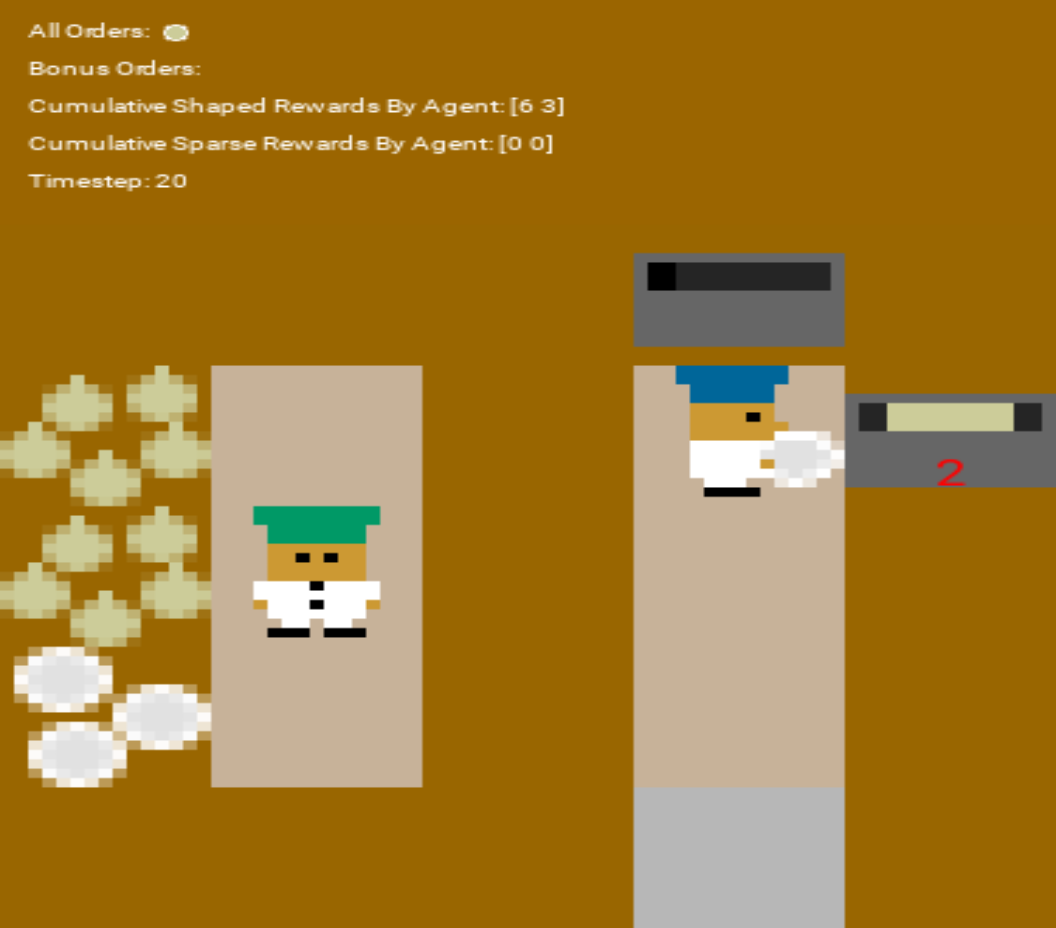 All Orders:
Bonus Orders:
Cumulative Shaped Rewards By Agent: [6 3]
Cumulative Sparse Rewards By Agent: [0 0]
Timestep: 20
2